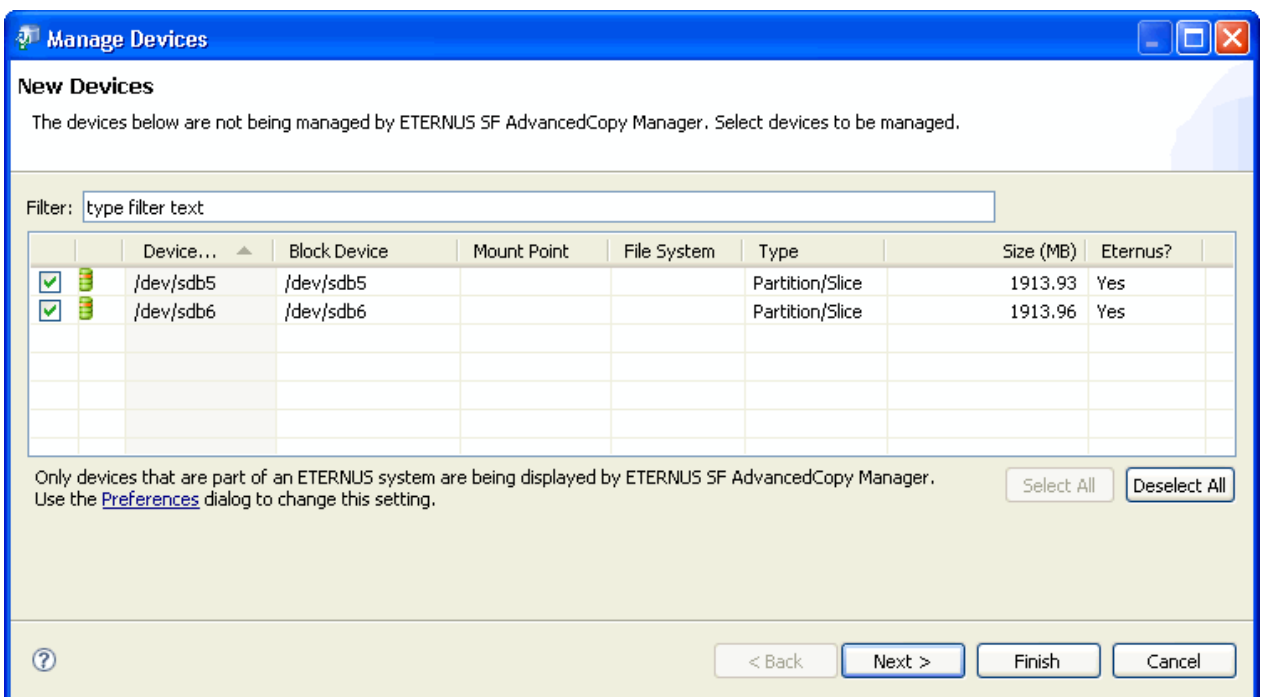 Manage Devices
New Devices
The devices below are not being managed by ETERNUS SF AdvancedCopy Manager. Select devices to be managed.
Filter: type filter text
Device... Block Device Mount Point File System Type Size (MB) Eternus?
/dev/sdb5 /dev/sdb5 Partition/Slice 1913.93 Yes
/dev/sdb6 /dev/sdb6 Partition/Slice 1913.96 Yes
Only devices that are part of an ETERNUS system are being displayed by ETERNUS SF AdvancedCopy Manager.
Use the Preferences dialog to change this setting.
Select All Deselect All
? < Back Next > Finish Cancel